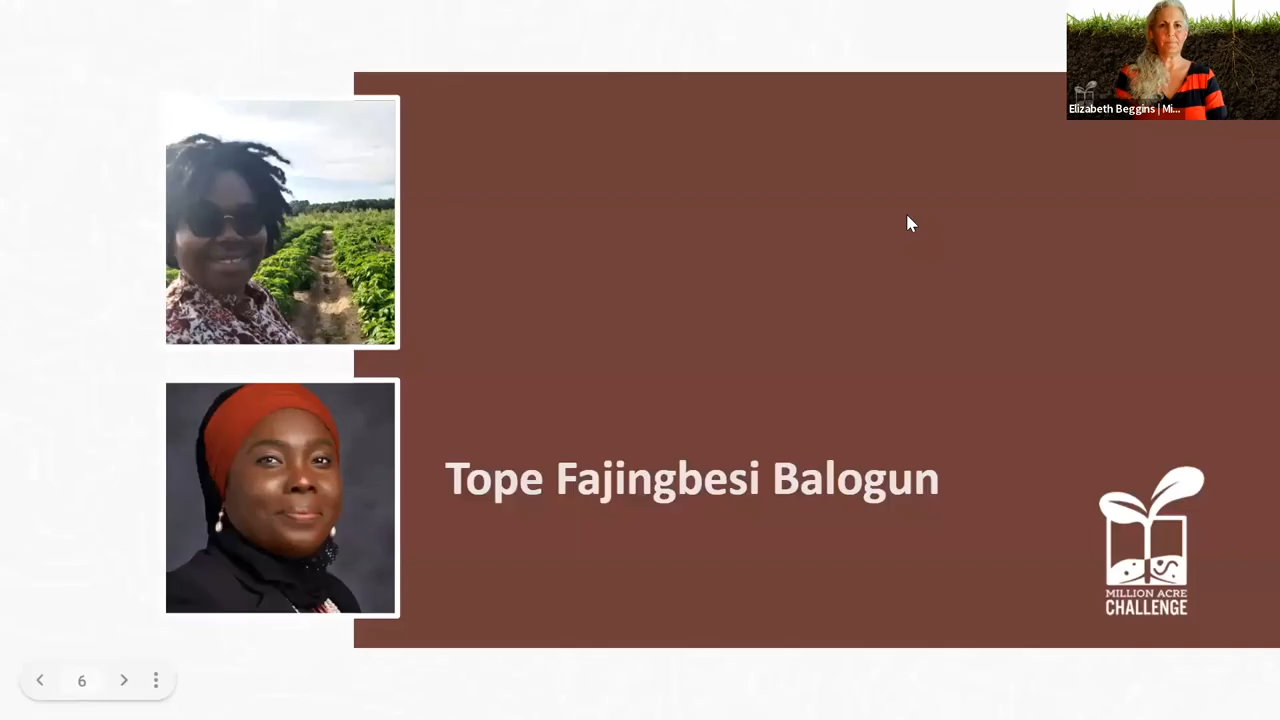 Elizabeth Beggins | Mi...
Tope Fajingbesi Balogun
MILLION ACRE
CHALLENGE
6